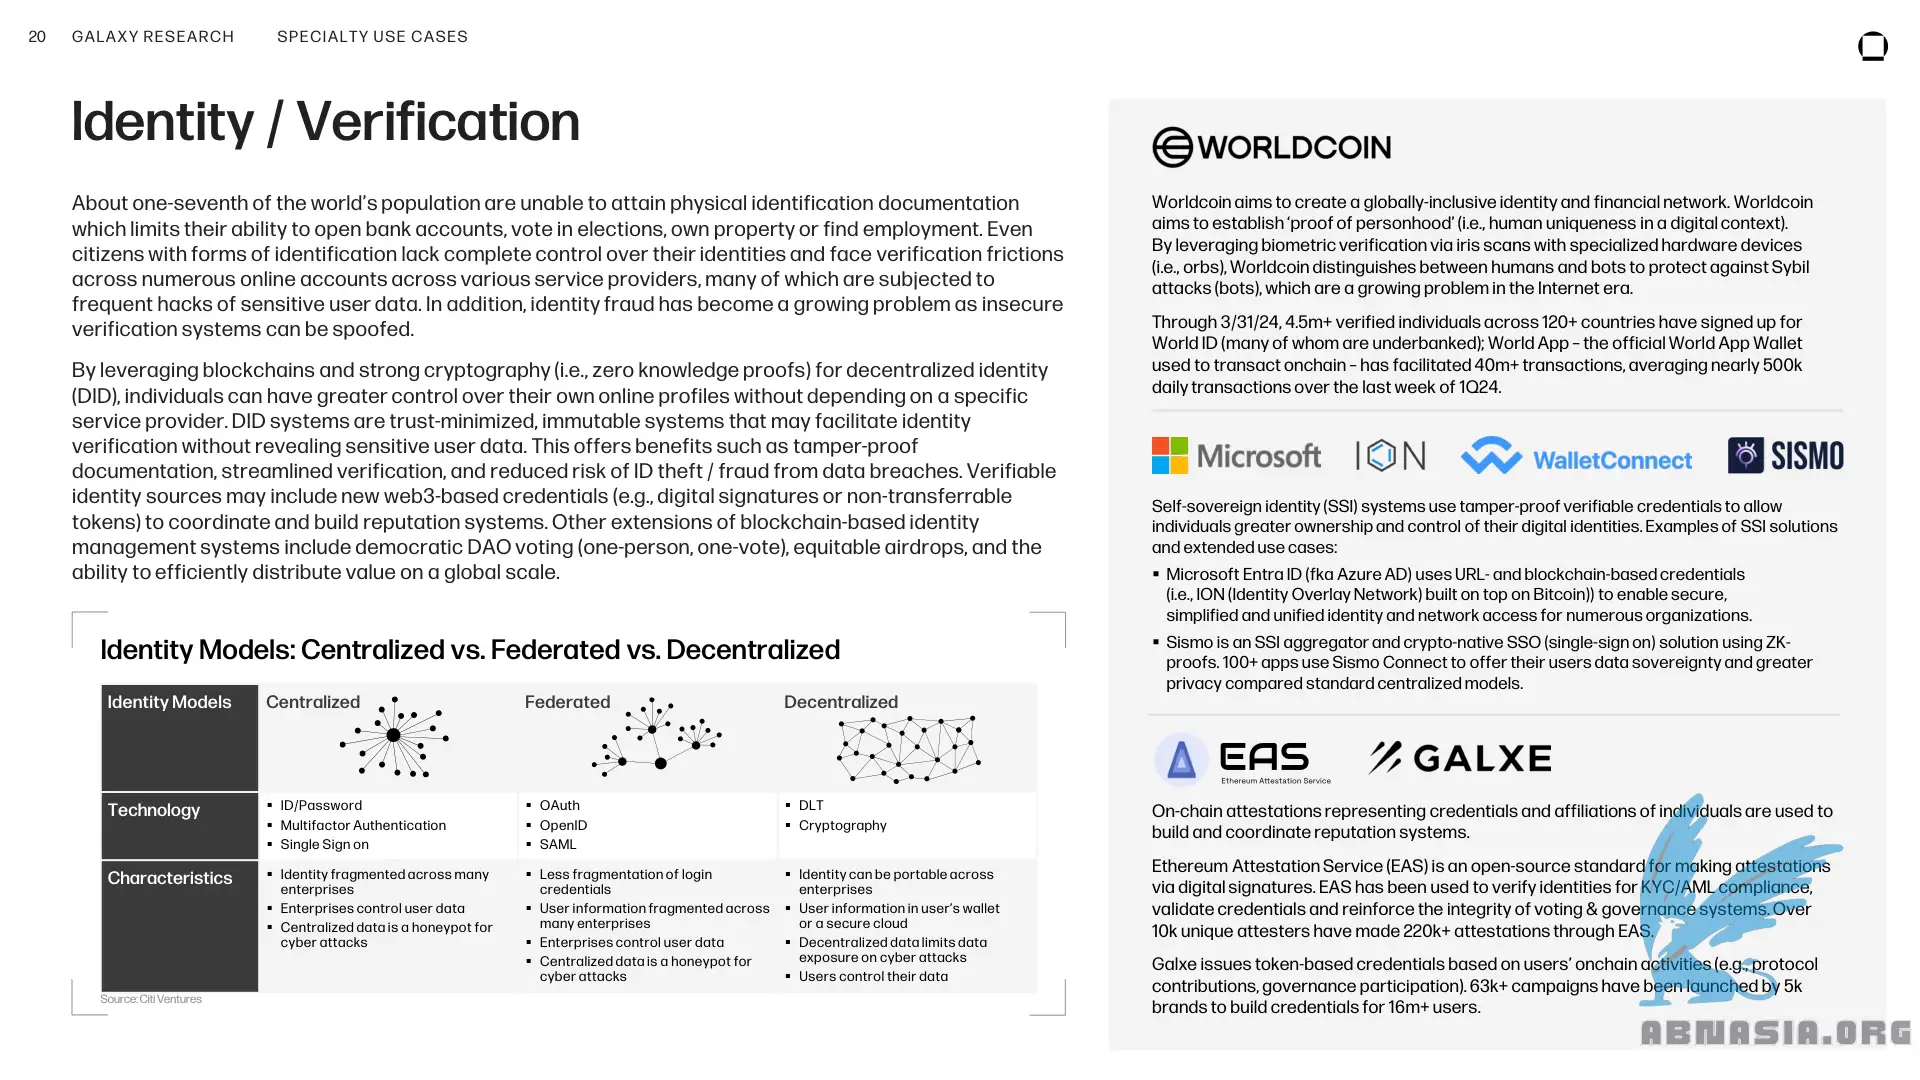 20 GALAXY RESEARCH SPECIALTY USE CASES
Identity / Verification
About one-seventh of the world's population are unable to attain physical identification documentation
which limits their ability to open bank accounts, vote in elections, own property or find employment. Even
citizens with forms of identification lack complete control over their identities and face verification frictions
across numerous online accounts across various service providers, many of which are subjected to
frequent hacks of sensitive user data. In addition, identity fraud has become a growing problem as insecure
verification systems can be spoofed.
By leveraging blockchains and strong cryptography (i.e., zero knowledge proofs) for decentralized identity
(DID), individuals can have greater control over their own online profiles without depending on a specific
service provider. DID systems are trust-minimized, immutable systems that may facilitate identity
verification without revealing sensitive user data. This offers benefits such as tamper-proof
documentation, streamlined verification, and reduced risk of ID theft / fraud from data breaches. Verifiable
identity sources may include new web3-based credentials (e.g., digital signatures or non-transferrable
tokens) to coordinate and build reputation systems. Other extensions of blockchain-based identity
management systems include democratic DAO voting (one-person, one-vote), equitable airdrops, and the
ability to efficiently distribute value on a global scale.
Identity Models: Centralized vs. Federated vs. Decentralized
Identity Models
Centralized
Federated
Decentralized
Technology
▪ ID/Password
▪ Multifactor Authentication
▪ Single Sign on
▪ OAuth
▪ OpenID
▪ SAML
▪ DLT
▪ Cryptography
Characteristics
▪ Identity fragmented across many
enterprises
▪ Enterprises control user data
▪ Centralized data is a honeypot for
cyber attacks
▪ Less fragmentation of login
credentials
▪ User information fragmented across
many enterprises
▪ Enterprises control user data
▪ Centralized data is a honeypot for
cyber attacks
▪ Identity can be portable across
enterprises
▪ User information in user's wallet
or a secure cloud
▪ Decentralized data limits data
exposure on cyber attacks
▪ Users control their data
Source: Citi Ventures
WORLDCOIN
Worldcoin aims to create a globally-inclusive identity and financial network. Worldcoin
aims to establish 'proof of personhood' (i.e., human uniqueness in a digital context).
By leveraging biometric verification via iris scans with specialized hardware devices
(i.e., orbs), Worldcoin distinguishes between humans and bots to protect against Sybil
attacks (bots), which are a growing problem in the Internet era.
Through 3/31/24, 4.5m+ verified individuals across 120+ countries have signed up for
World ID (many of whom are underbanked); World App – the official World App Wallet
used to transact onchain – has facilitated 40m+ transactions, averaging nearly 500k
daily transactions over the last week of 1Q24.
Microsoft ION WalletConnect SISMO
Self-sovereign identity (SSI) systems use tamper-proof verifiable credentials to allow
individuals greater ownership and control of their digital identities. Examples of SSI solutions
and extended use cases:
▪ Microsoft Entra ID (fka Azure AD) uses URL- and blockchain-based credentials
(i.e., ION (Identity Overlay Network) built on top on Bitcoin)) to enable secure,
simplified and unified identity and network access for numerous organizations.
▪ Sismo is an SSI aggregator and crypto-native SSO (single-sign on) solution using ZK-
proofs. 100+ apps use Sismo Connect to offer their users data sovereignty and greater
privacy compared standard centralized models.
EAS GALXE
Ethereum Attestation Service
On-chain attestations representing credentials and affiliations of individuals are used to
build and coordinate reputation systems.
Ethereum Attestation Service (EAS) is an open-source standard for making attestations
via digital signatures. EAS has been used to verify identities for KYC/AML compliance,
validate credentials and reinforce the integrity of voting & governance systems. Over
10k unique attesters have made 220k+ attestations through EAS.
Galxe issues token-based credentials based on users' onchain activities (e.g., protocol
contributions, governance participation). 63k+ campaigns have been launched by 5k
brands to build credentials for 16m+ users.
ABNASIA.ORG